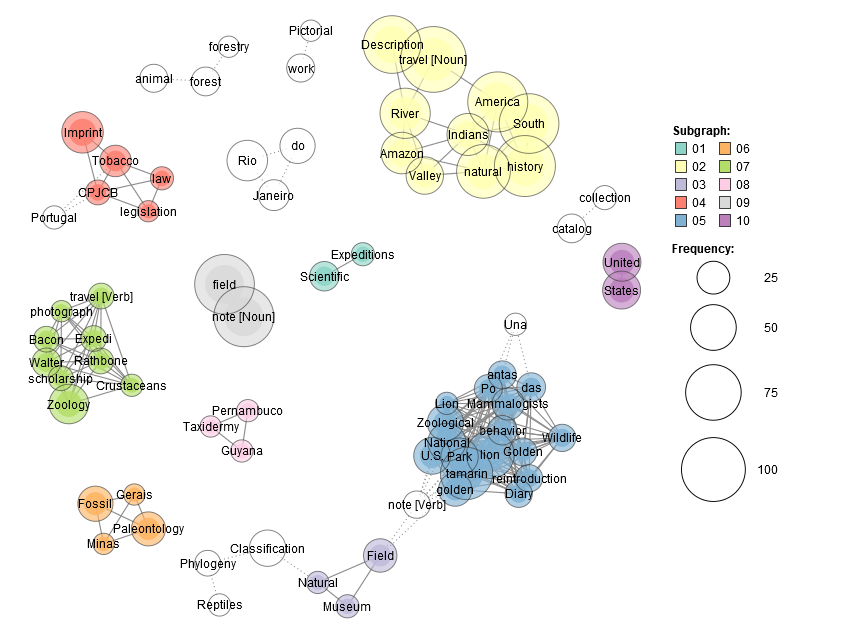 Pictorial
forestry
Description
travel [Noun]
work
animal
forest
America
River
South
Imprint
Indians
Rio
do
Amazon
Tobacco
history
natural
Valley
law
CPJCB
Janeiro
legislation
Portugal
collection
catalog
Subgraph:
01 06
02 07
03 08
04 09
05 10
Frequency:
25
50
75
100
Expeditions
Scientific
United
States
field
note [Noun]
travel [Verb]
photograph
Bacon
Expedi
Walter
Rathbone
scholarship
Crustaceans
Zoology
Una
antas
Po
das
Lion
Mammalogists
Zoological
behavior
Wildlife
National
U.S.
Park
lion
Golden
tamarin
reintroduction
golden
Diary
note [Verb]
Pernambuco
Taxidermy
Guyana
Gerais
Fossil
Paleontology
Minas
Classification
Phylogeny
Field
Natural
Reptiles
Museum